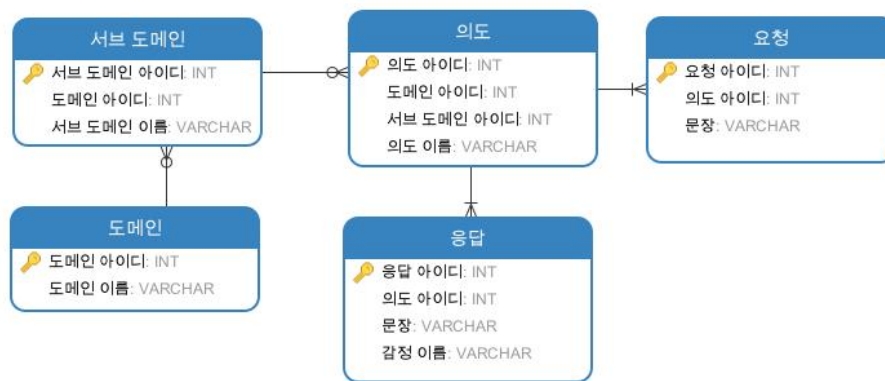 서브 도메인
서브 도메인 아이디: INT
도메인 아이디: INT
서브 도메인 이름: VARCHAR
의도
의도 아이디: INT
도메인 아이디: INT
서브 도메인 아이디: INT
의도 이름: VARCHAR
요청
요청 아이디: INT
의도 아이디: INT
문장: VARCHAR
도메인
도메인 아이디: INT
도메인 이름: VARCHAR
응답
응답 아이디: INT
의도 아이디: INT
문장: VARCHAR
감정 이름: VARCHAR